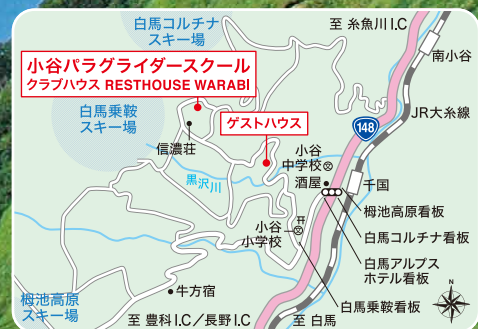 白馬コルチナ
スキー場
至 糸魚川 I.C
小谷パラグライダースクール
クラブハウス RESTHOUSE WARABI
南小谷
白馬乗鞍
スキー場
ゲストハウス
148
JR大糸線
信濃荘
小谷
中学校
酒屋
千国
黒沢川
栂池高原看板
小谷
小学校
白馬コルチナ看板
白馬アルプス
ホテル看板
牛方宿
白馬乗鞍看板
栂池高原
スキー場
至 豊科 I.C／長野 I.C
至 白馬
N